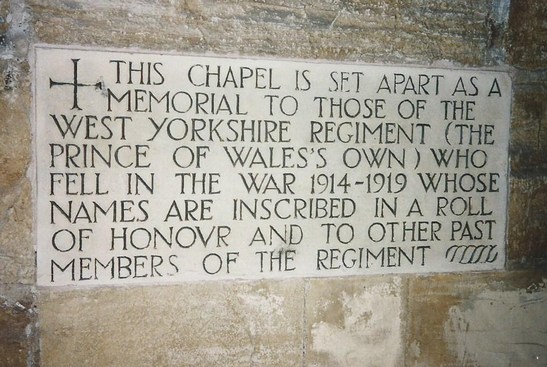 THIS CHAPEL IS SET APART AS A
MEMORIAL TO THOSE OF THE
WEST YORKSHIRE REGIMENT (THE
PRINCE OF WALES'S OWN) WHO
FELL IN THE WAR 1914-1919 WHOSE
NAMES ARE INSCRIBED IN A ROLL
OF HONOVR AND TO OTHER PAST
MEMBERS OF THE REGIMENT